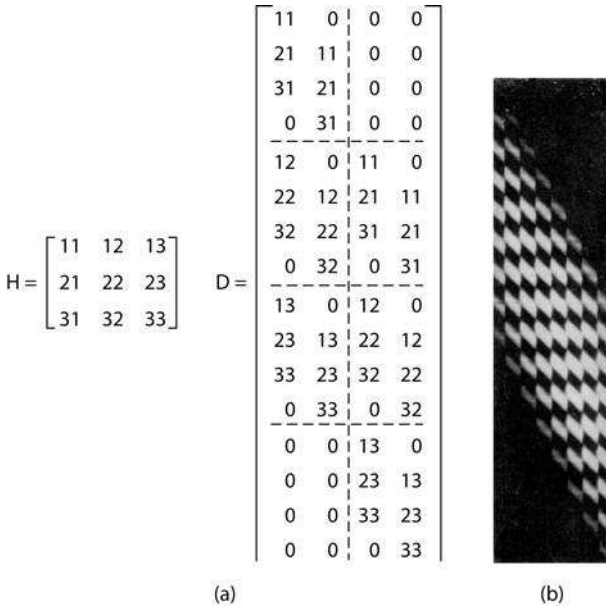 11 0 0 0
21 11 0 0
31 21 0 0
0 31 0 0
12 0 11 0
22 12 21 11
32 22 31 21
0 32 0 31
13 0 12 0
23 13 22 12
33 23 32 22
0 33 0 32
0 0 13 0
0 0 23 13
0 0 33 23
0 0 0 33
H =
11 12 13
21 22 23
31 32 33
D =
(a)
(b)